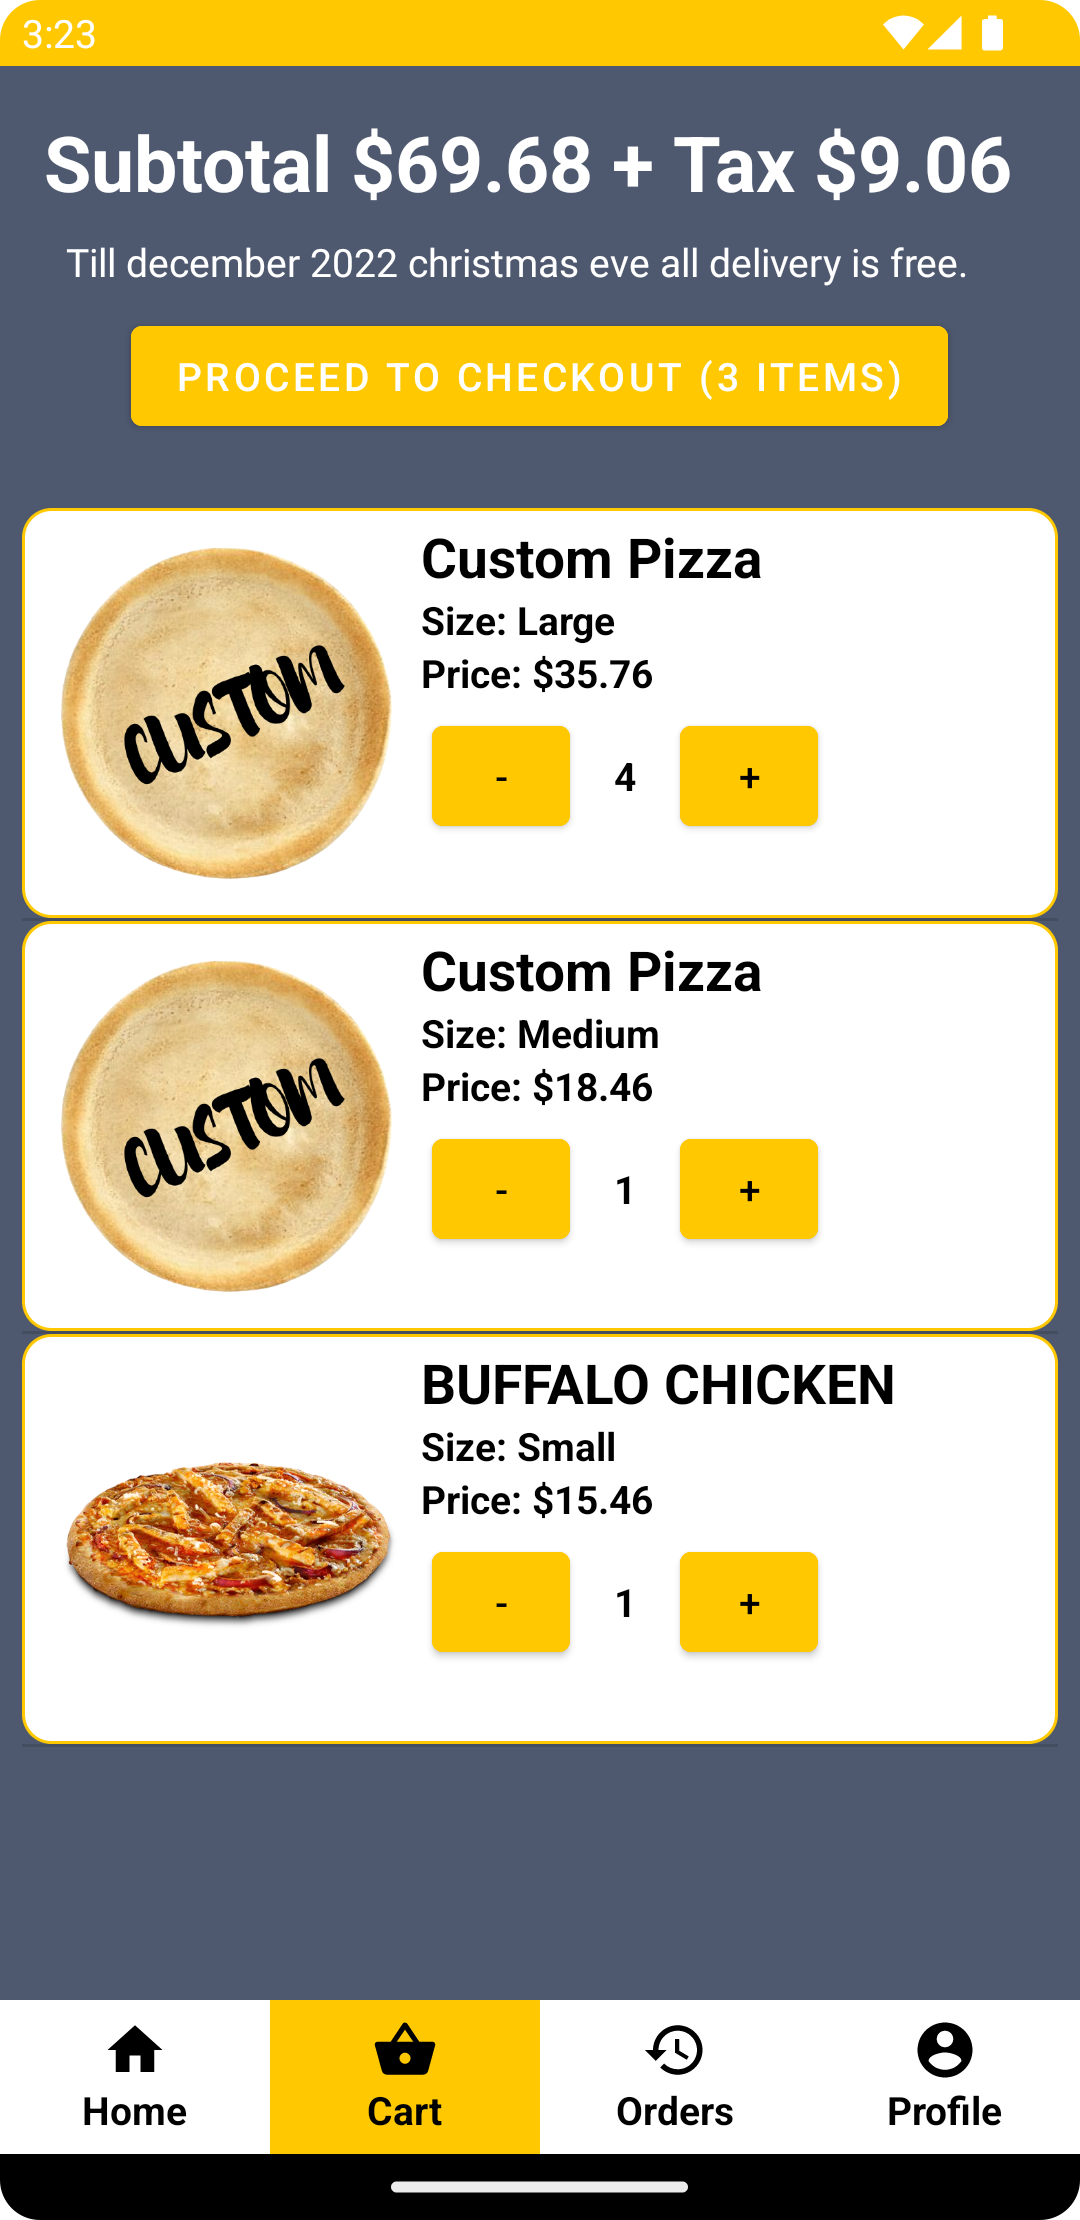 3:23
Subtotal $69.68 + Tax $9.06
Till december 2022 christmas eve all delivery is free.
PROCEED TO CHECKOUT (3 ITEMS)
CUSTOM
Custom Pizza
Size: Large
Price: $35.76
- 4 +
CUSTOM
Custom Pizza
Size: Medium
Price: $18.46
- 1 +
BUFFALO CHICKEN
Size: Small
Price: $15.46
- 1 +
Home Cart Orders Profile